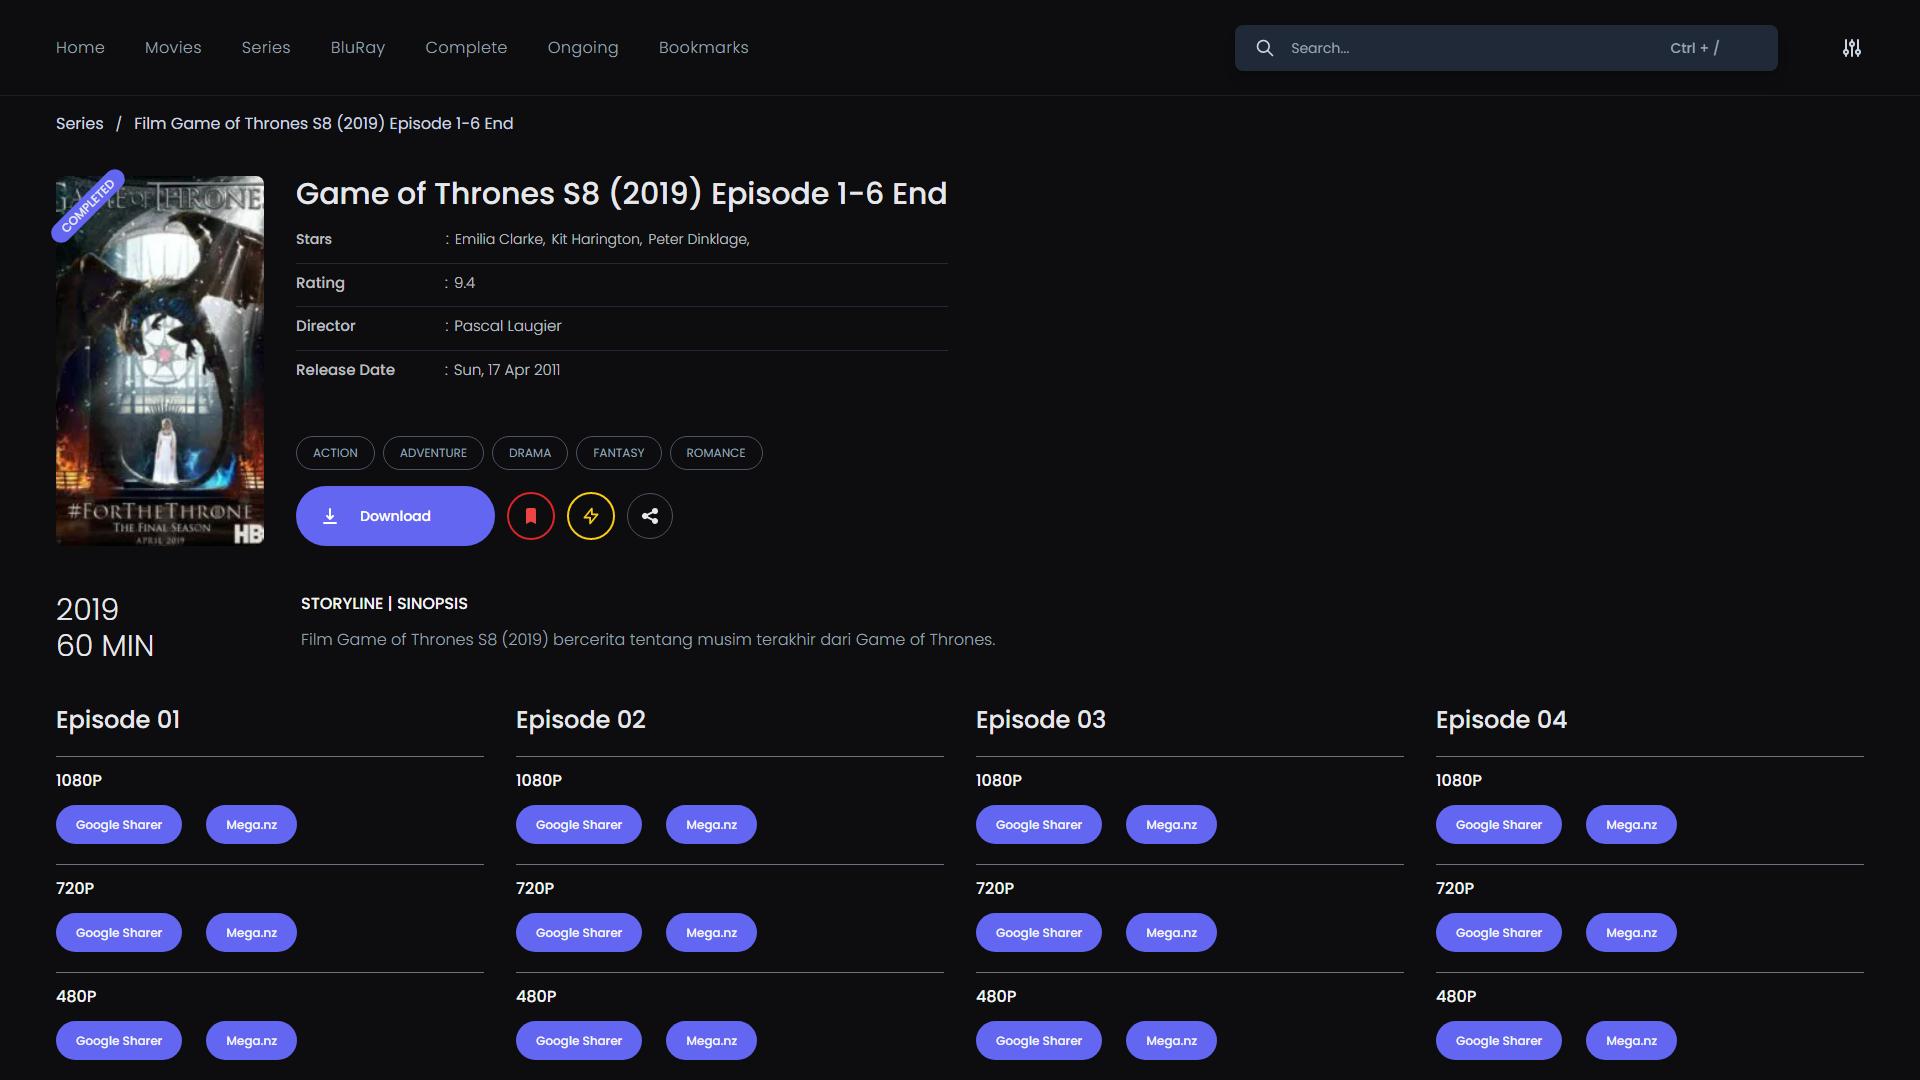 Home Movies Series BluRay Complete Ongoing Bookmarks Search... Ctrl + /
Series / Film Game of Thrones S8 (2019) Episode 1-6 End
COMPLETED
GAME OF THRONES
#FORTHETHRONE
THE FINAL SEASON
APRIL 2019
HB
Game of Thrones S8 (2019) Episode 1-6 End
Stars : Emilia Clarke, Kit Harington, Peter Dinklage,
Rating : 9.4
Director : Pascal Laugier
Release Date : Sun, 17 Apr 2011
ACTION ADVENTURE DRAMA FANTASY ROMANCE
Download
2019
60 MIN
STORYLINE | SINOPSIS
Film Game of Thrones S8 (2019) bercerita tentang musim terakhir dari Game of Thrones.
Episode 01 Episode 02 Episode 03 Episode 04
1080P 1080P 1080P 1080P
Google Sharer Mega.nz Google Sharer Mega.nz Google Sharer Mega.nz Google Sharer Mega.nz
720P 720P 720P 720P
Google Sharer Mega.nz Google Sharer Mega.nz Google Sharer Mega.nz Google Sharer Mega.nz
480P 480P 480P 480P
Google Sharer Mega.nz Google Sharer Mega.nz Google Sharer Mega.nz Google Sharer Mega.nz